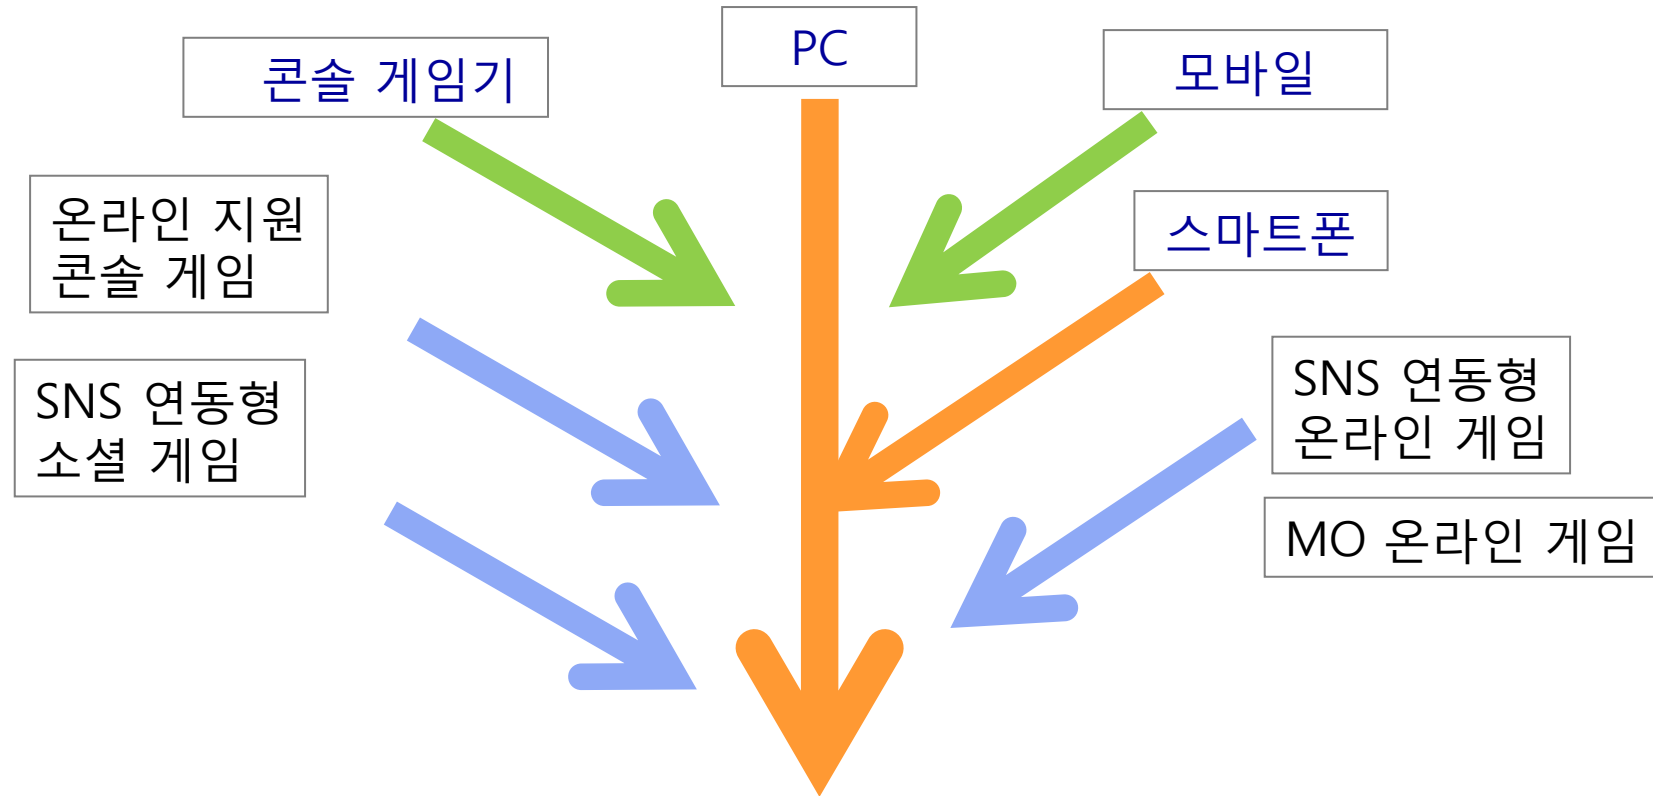 PC
콘솔 게임기
모바일
온라인 지원
콘솔 게임
스마트폰
SNS 연동형
소셜 게임
SNS 연동형
온라인 게임
MO 온라인 게임